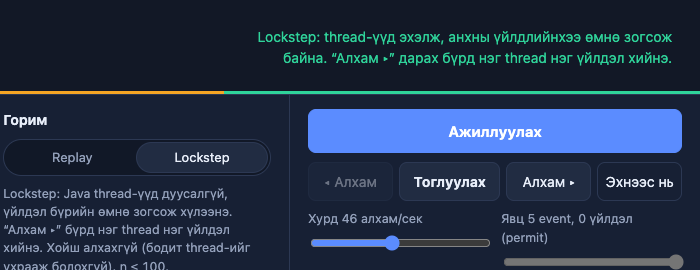 Lockstep: thread-үүд эхэлж, анхны үйлдлийнхээ өмнө зогсож
байна. “Алхам ▸” дарах бүрд нэг thread нэг үйлдэл хийнэ.
Горим
Replay
Lockstep
Lockstep: Java thread-үүд дуусалгүй,
үйлдэл бүрийн өмнө зогсож хүлээнэ.
“Алхам ▸” бүрд нэг thread нэг үйлдэл
хийнэ. Хойш алхахгүй (бодит thread-ийг
ухрааж болохгүй). n ≤ 100.
Ажиллуулах
◂ Алхам
Тоглуулах
Алхам ▸
Эхнээс нь
Хурд 46 алхам/сек
Явц 5 event, 0 үйлдэл
(permit)